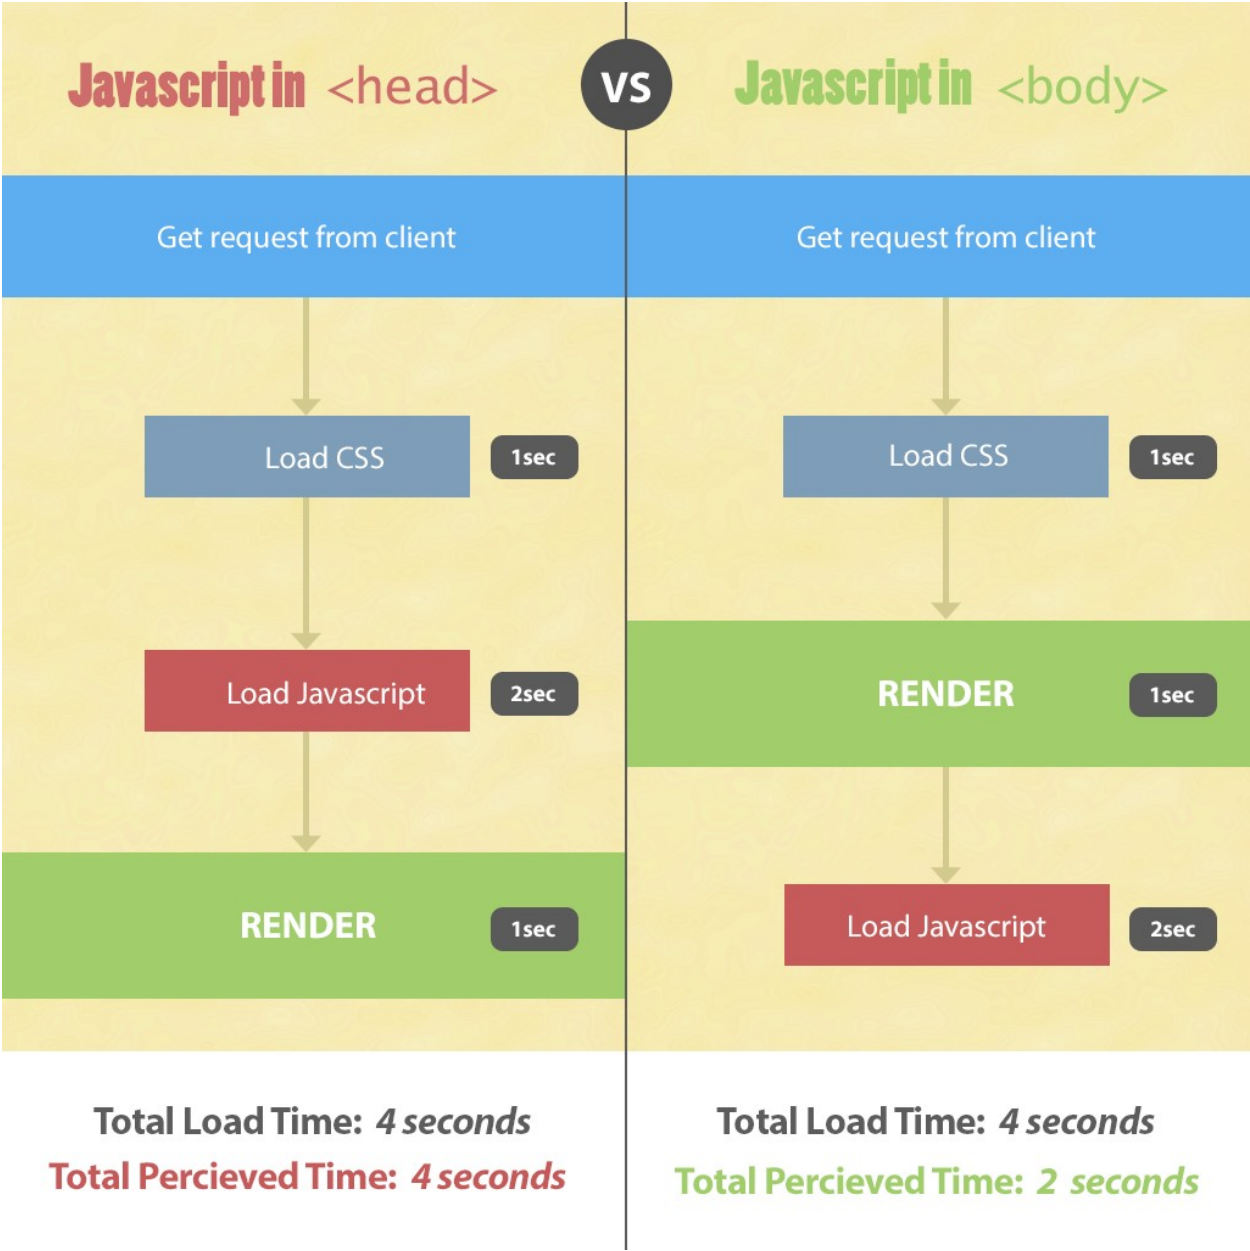 Javascript in <head>
VS
Javascript in <body>
Get request from client
Load CSS
1sec
Load Javascript
2sec
RENDER
1sec
Total Load Time: 4 seconds
Total Percieved Time: 4 seconds
Get request from client
Load CSS
1sec
RENDER
1sec
Load Javascript
2sec
Total Load Time: 4 seconds
Total Percieved Time: 2 seconds